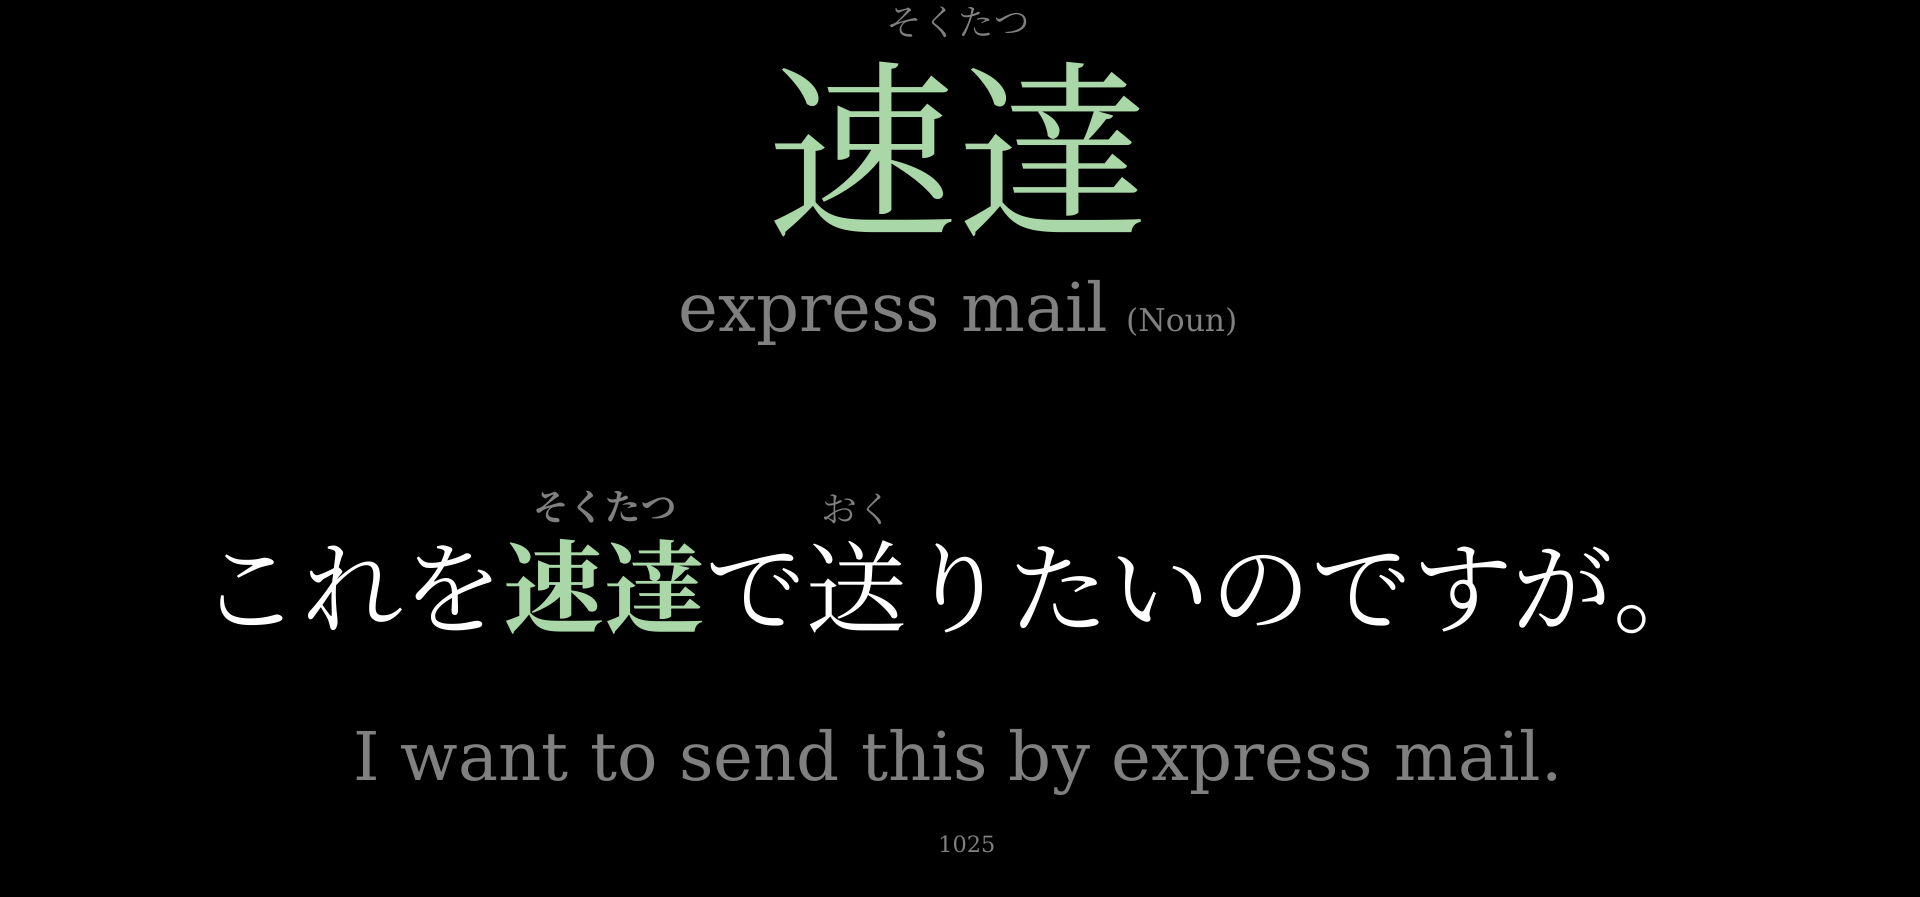 そくたつ
速達
express mail (Noun)
そくたつ おく
これを速達で送りたいのですが。
I want to send this by express mail.
1025